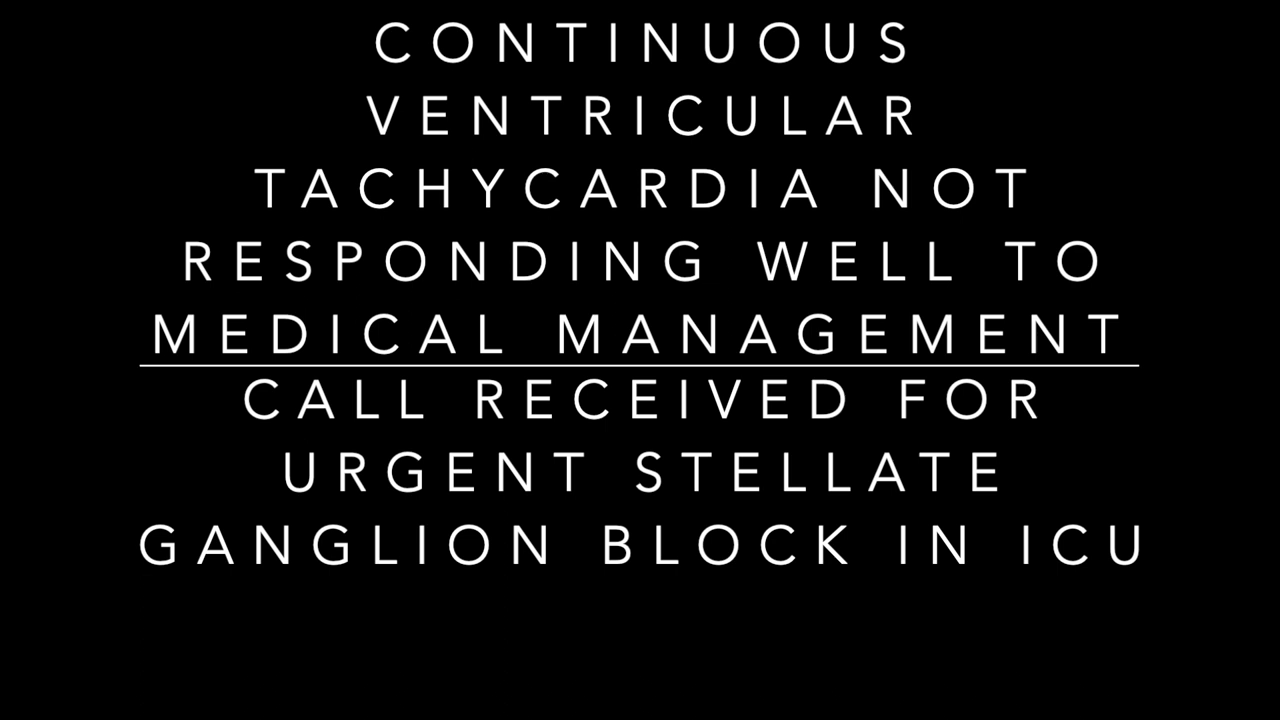 CONTINUOUS
VENTRICULAR
TACHYCARDIA NOT
RESPONDING WELL TO
MEDICAL MANAGEMENT
CALL RECEIVED FOR
URGENT STELLATE
GANGLION BLOCK IN ICU